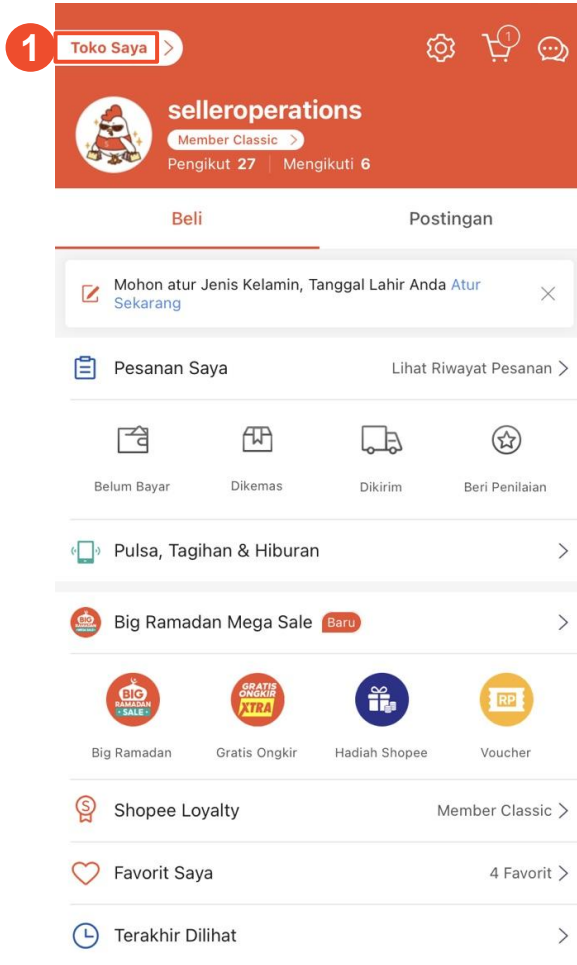 1
Toko Saya
1
selleroperations
Member Classic
Pengikut 27 Mengikuti 6
Beli Postingan
Mohon atur Jenis Kelamin, Tanggal Lahir Anda Atur
Sekarang
Pesanan Saya Lihat Riwayat Pesanan
Belum Bayar Dikemas Dikirim Beri Penilaian
Pulsa, Tagihan & Hiburan
Big Ramadan Mega Sale Baru
BIG
RAMADAN
SALE
GRATIS
ONGKIR
XTRA
RP
Big Ramadan Gratis Ongkir Hadiah Shopee Voucher
Shopee Loyalty Member Classic
Favorit Saya 4 Favorit
Terakhir Dilihat